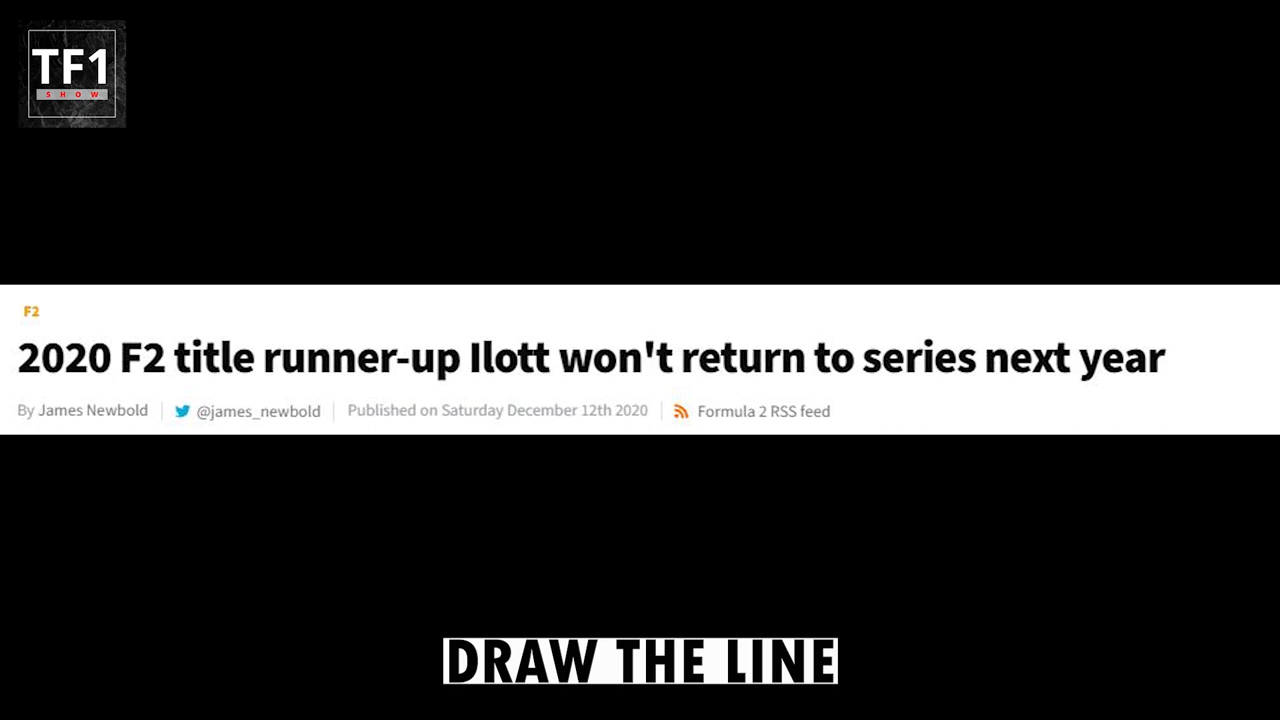 TF1
SHOW
F2
2020 F2 title runner-up Ilott won't return to series next year
By James Newbold @james_newbold Published on Saturday December 12th 2020 Formula 2 RSS feed
DRAW THE LINE